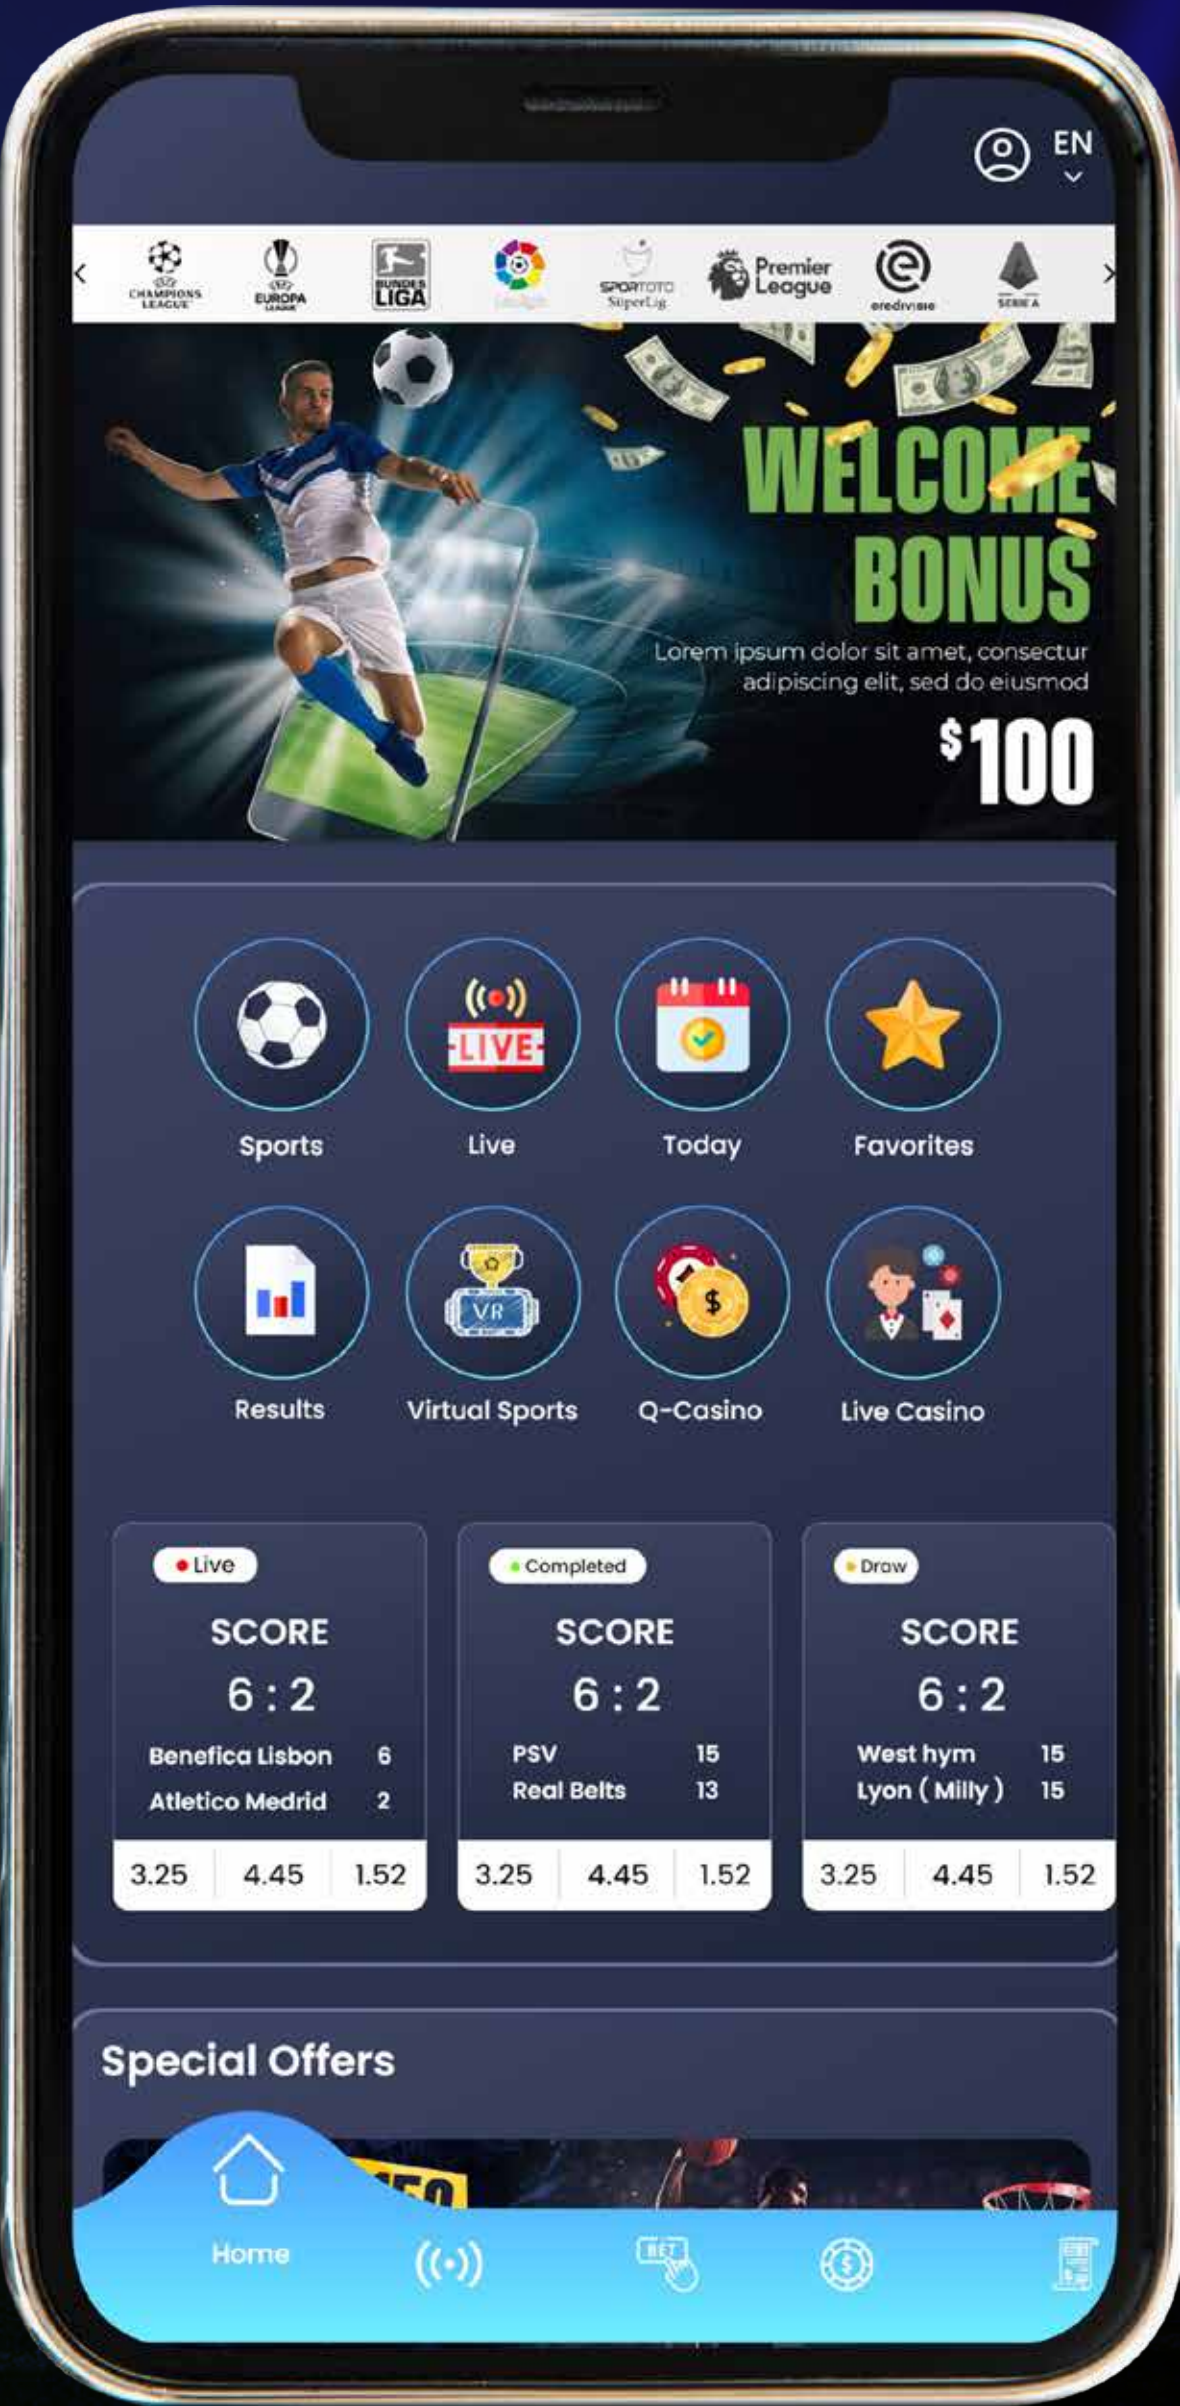 EN
CHAMPIONS
LEAGUE
EUROPA
LEAGUE
BUNDES
LIGA
SPORTOTO
SüperLig
Premier
League
eredivisie
SERIE A
WELCOME
BONUS
Lorem ipsum dolor sit amet, consectur
adipiscing elit, sed do eiusmod
$100
LIVE
Sports Live Today Favorites
VR $
Results Virtual Sports Q-Casino Live Casino
Live Completed Draw
SCORE SCORE SCORE
6 : 2 6 : 2 6 : 2
Benefica Lisbon 6 PSV 15 West hym 15
Atletico Medrid 2 Real Belts 13 Lyon ( Milly ) 15
3.25 4.45 1.52 3.25 4.45 1.52 3.25 4.45 1.52
Special Offers
Home BET $